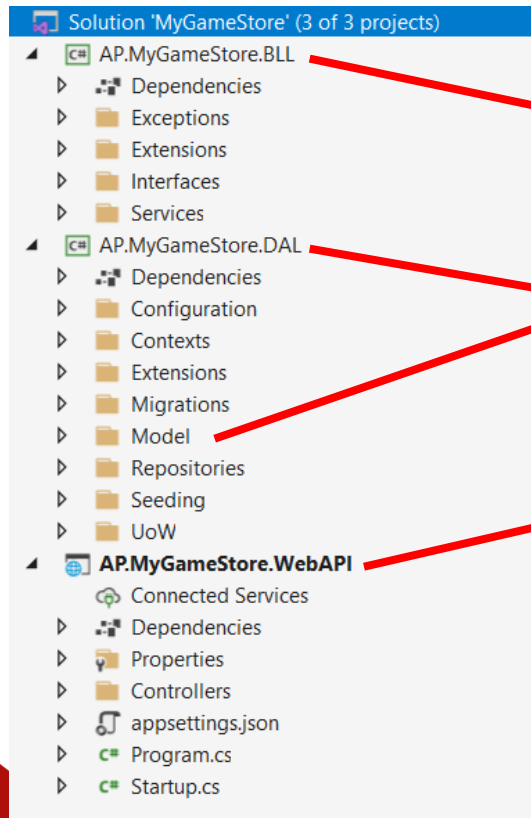 Solution 'MyGameStore' (3 of 3 projects)
C# AP.MyGameStore.BLL
Dependencies
Exceptions
Extensions
Interfaces
Services
C# AP.MyGameStore.DAL
Dependencies
Configuration
Contexts
Extensions
Migrations
Model
Repositories
Seeding
UoW
AP.MyGameStore.WebAPI
Connected Services
Dependencies
Properties
Controllers
appsettings.json
C# Program.cs
C# Startup.cs